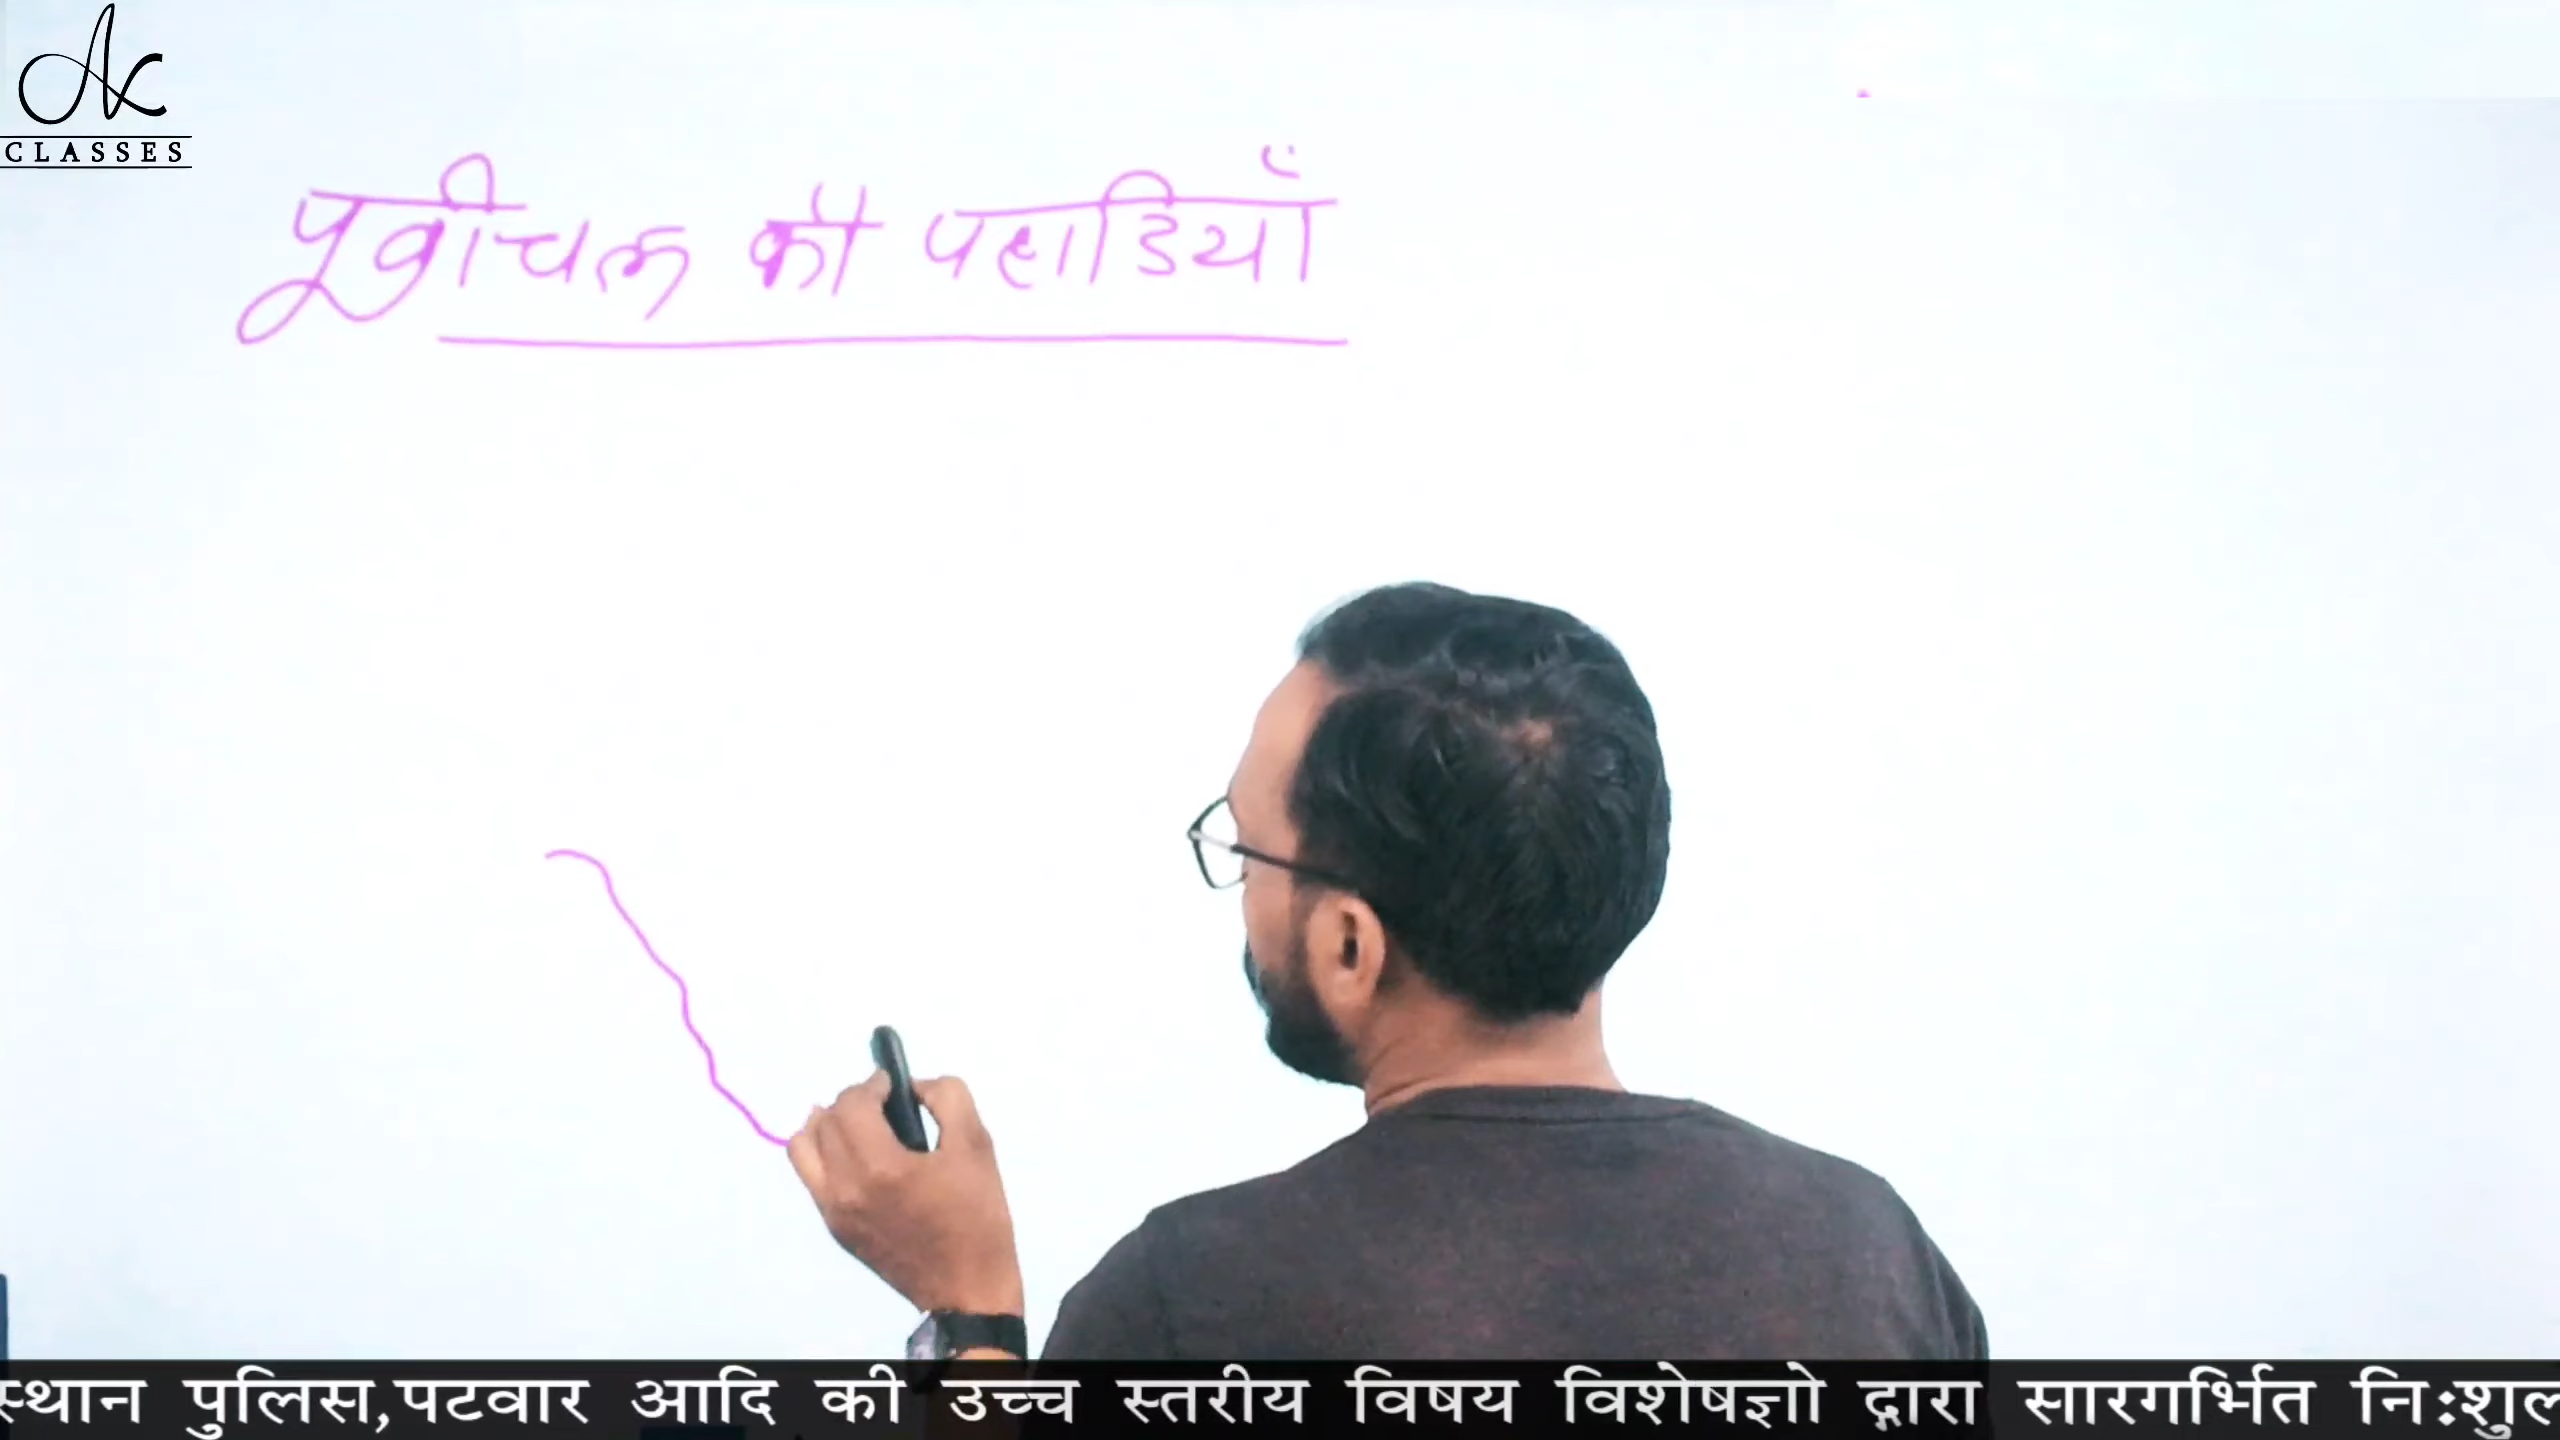 Ac
CLASSES
पूर्वांचल की पहाडियाँ
स्थान पुलिस,पटवार आदि की उच्च स्तरीय विषय विशेषज्ञो द्वारा सारगर्भित नि:शुल